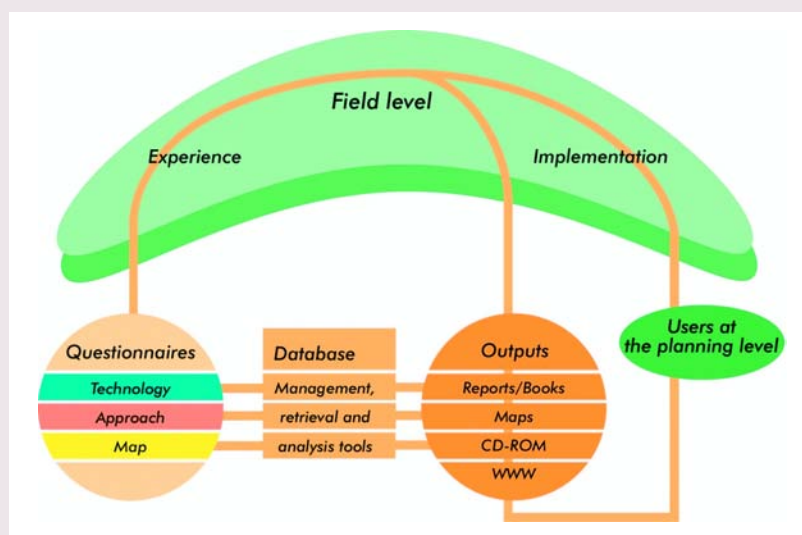 Field level
Experience
Implementation
Users at
the planning level
Questionnaires
Technology
Approach
Map
Database
Management,
retrieval and
analysis tools
Outputs
Reports/Books
Maps
CD-ROM
WWW